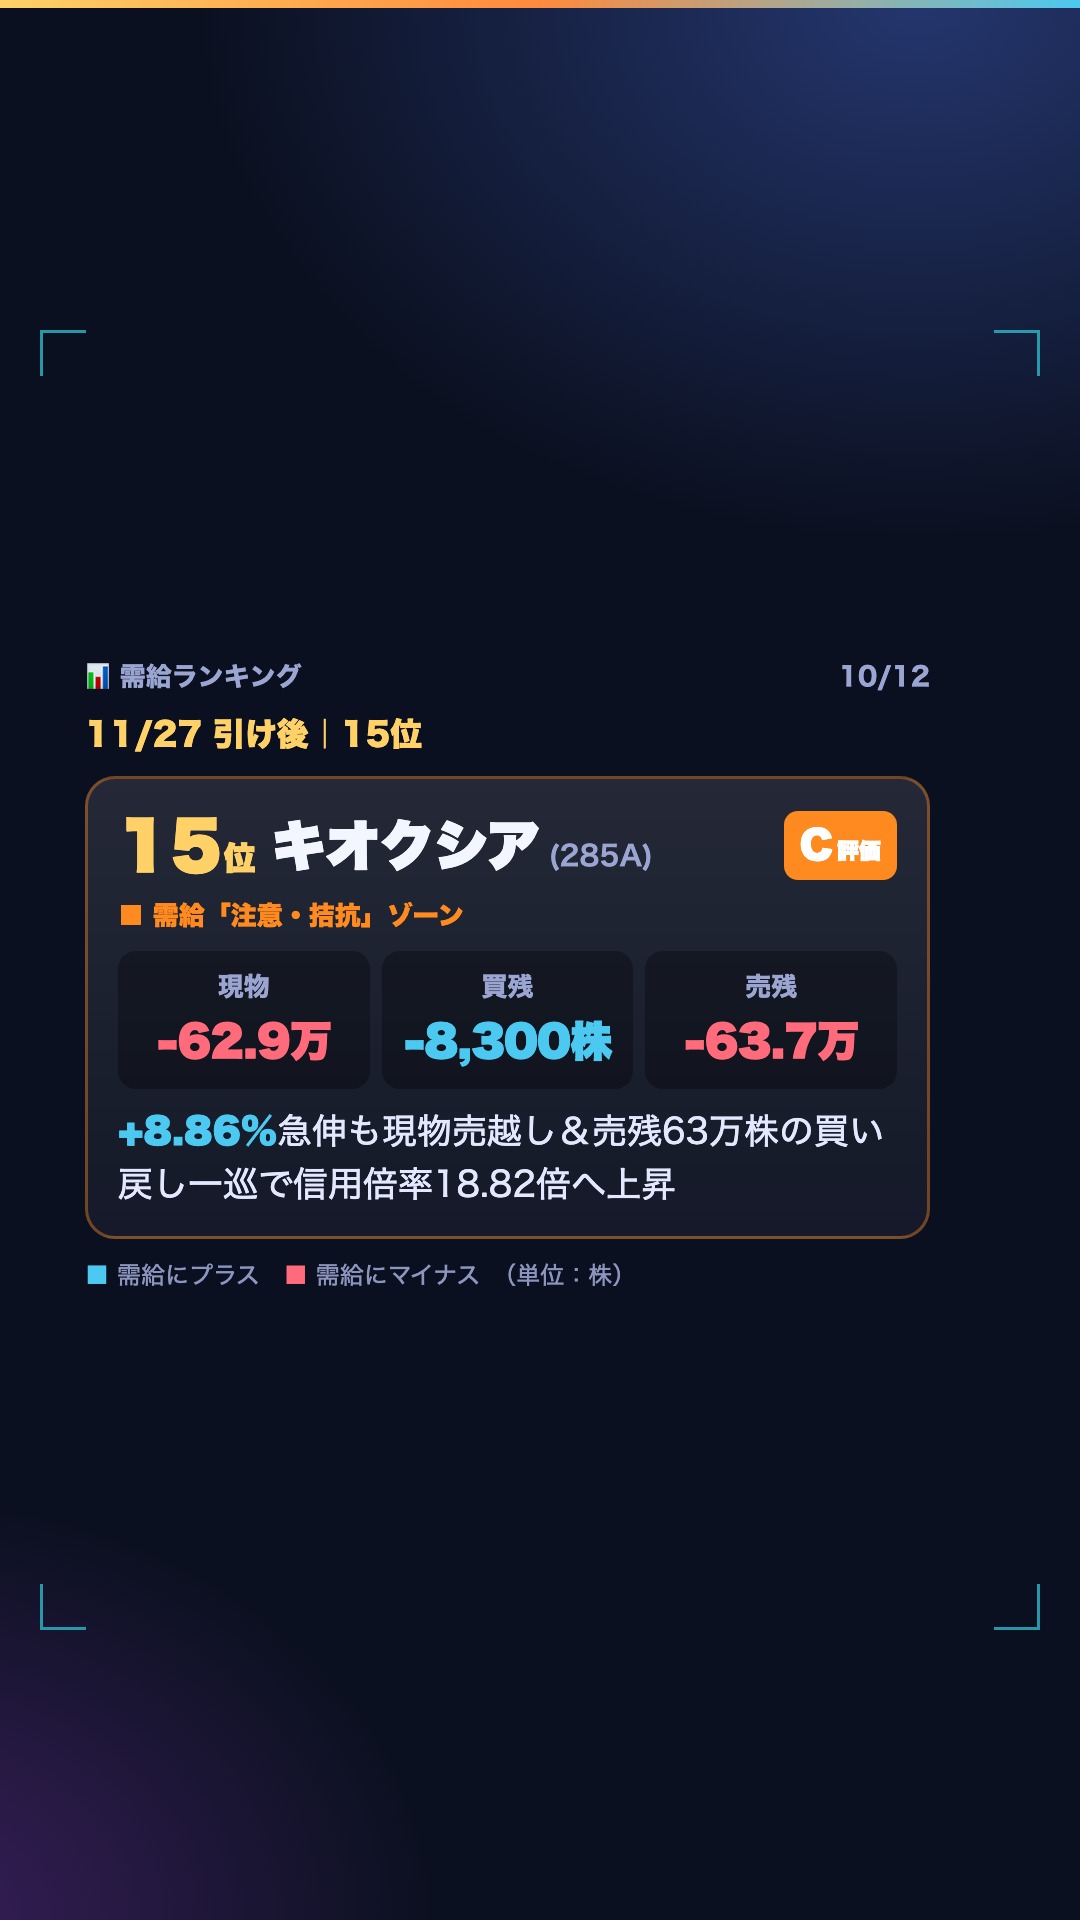 📊 需給ランキング 10/12
11/27 引け後｜15位
15位 キオクシア (285A) C評価
■ 需給「注意・拮抗」ゾーン
現物 買残 売残
-62.9万 -8,300株 -63.7万
+8.86%急伸も現物売越し＆売残63万株の買い
戻し一巡で信用倍率18.82倍へ上昇
■ 需給にプラス ■ 需給にマイナス （単位：株）